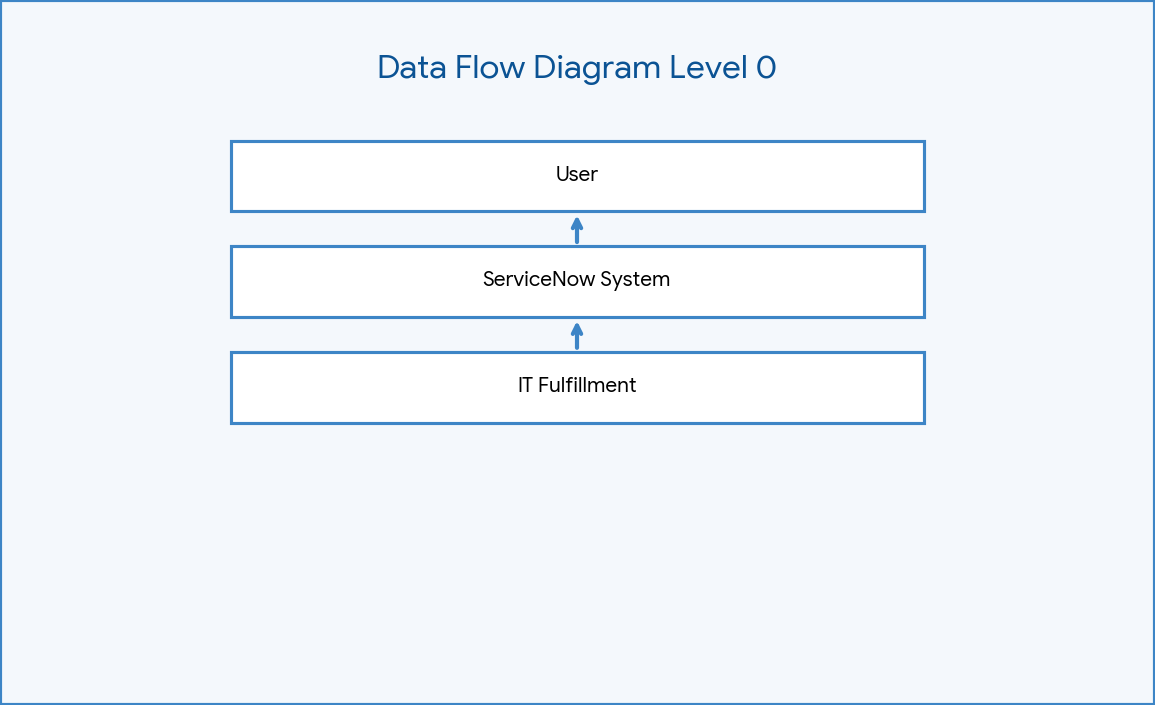 Data Flow Diagram Level 0
User
ServiceNow System
IT Fulfillment